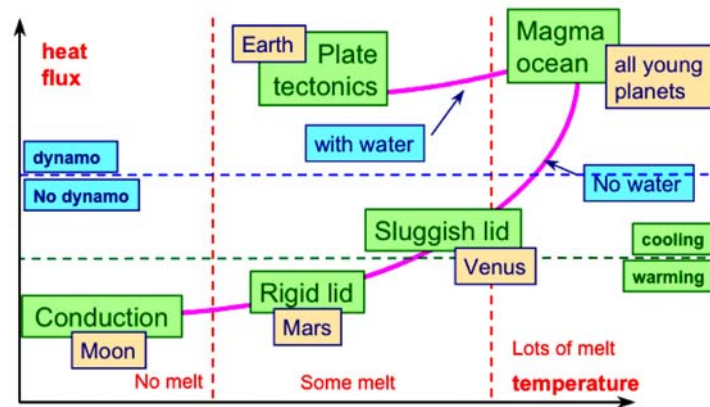 heat
flux
Earth
Plate
tectonics
Magma
ocean
all young
planets
with water
dynamo
No dynamo
No water
Sluggish lid
Venus
cooling
warming
Rigid lid
Mars
Conduction
Moon
No melt
Some melt
Lots of melt
temperature